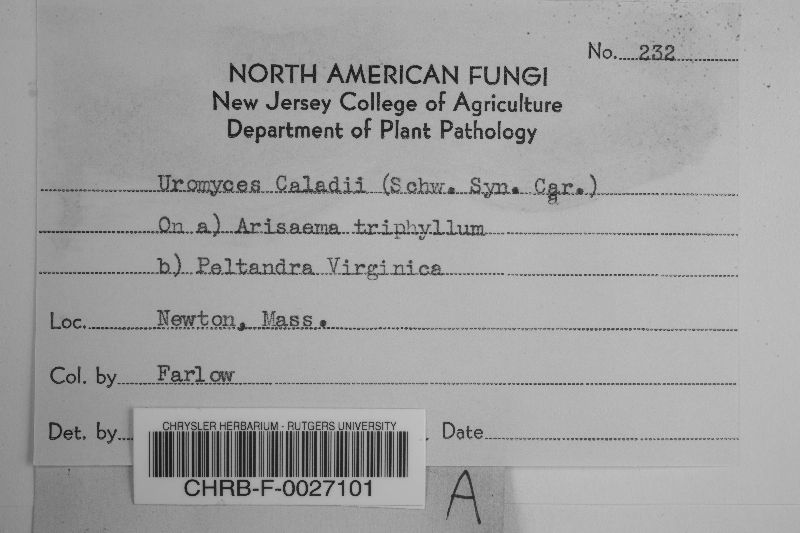 No. 232
NORTH AMERICAN FUNGI
New Jersey College of Agriculture
Department of Plant Pathology
Uromyces Caladii (Schw. Syn. Car.)
On a) Arisaema triphyllum
b) Peltandra Virginica
Loc. Newton, Mass.
Col. by Farlow
Det. by Date
CHRYSLER HERBARIUM - RUTGERS UNIVERSITY
CHRB-F-0027101
A